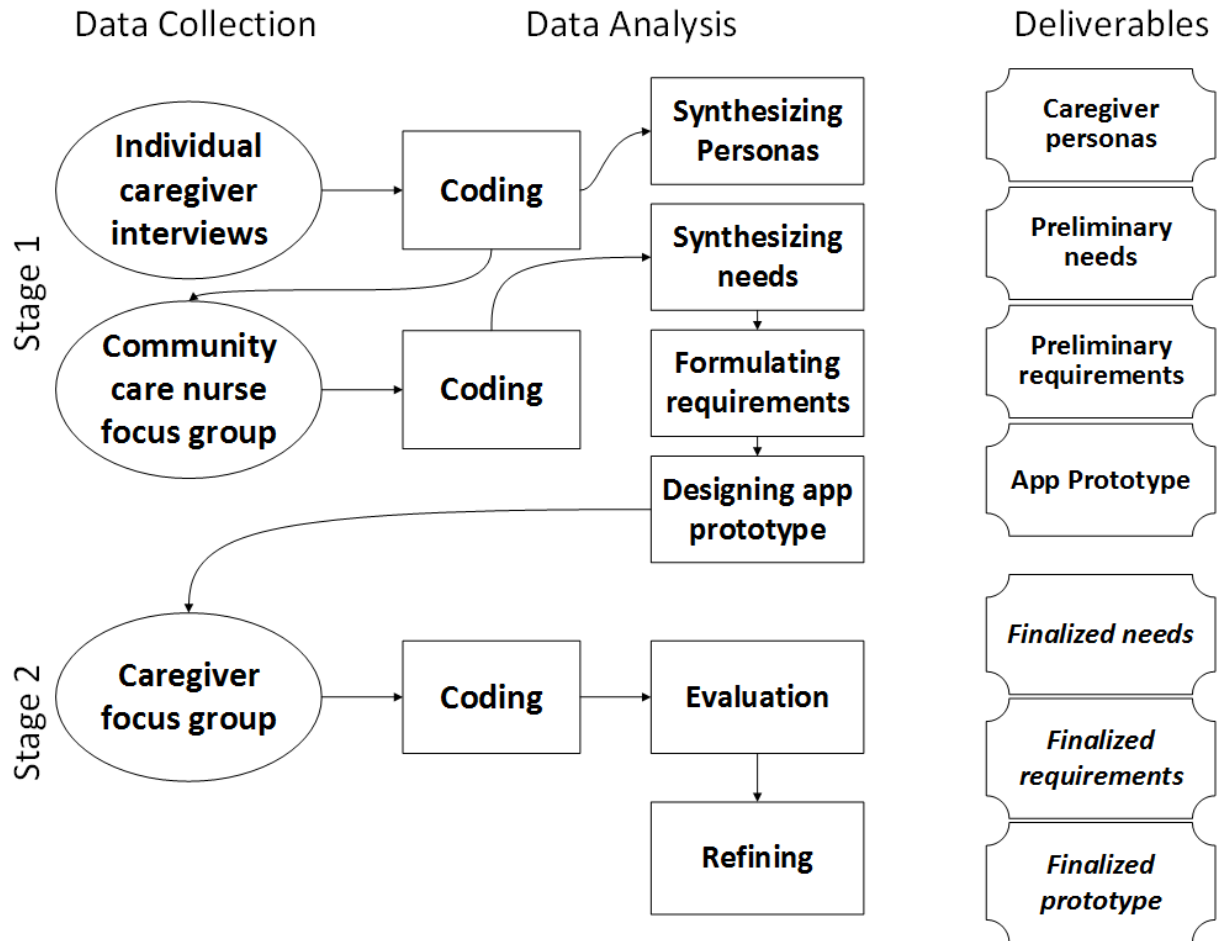 Data Collection
Data Analysis
Deliverables
Stage 1
Individual
caregiver
interviews
Coding
Synthesizing
Personas
Caregiver
personas
Synthesizing
needs
Preliminary
needs
Community
care nurse
focus group
Coding
Formulating
requirements
Preliminary
requirements
Designing app
prototype
App Prototype
Stage 2
Caregiver
focus group
Coding
Evaluation
Refining
Finalized needs
Finalized
requirements
Finalized
prototype